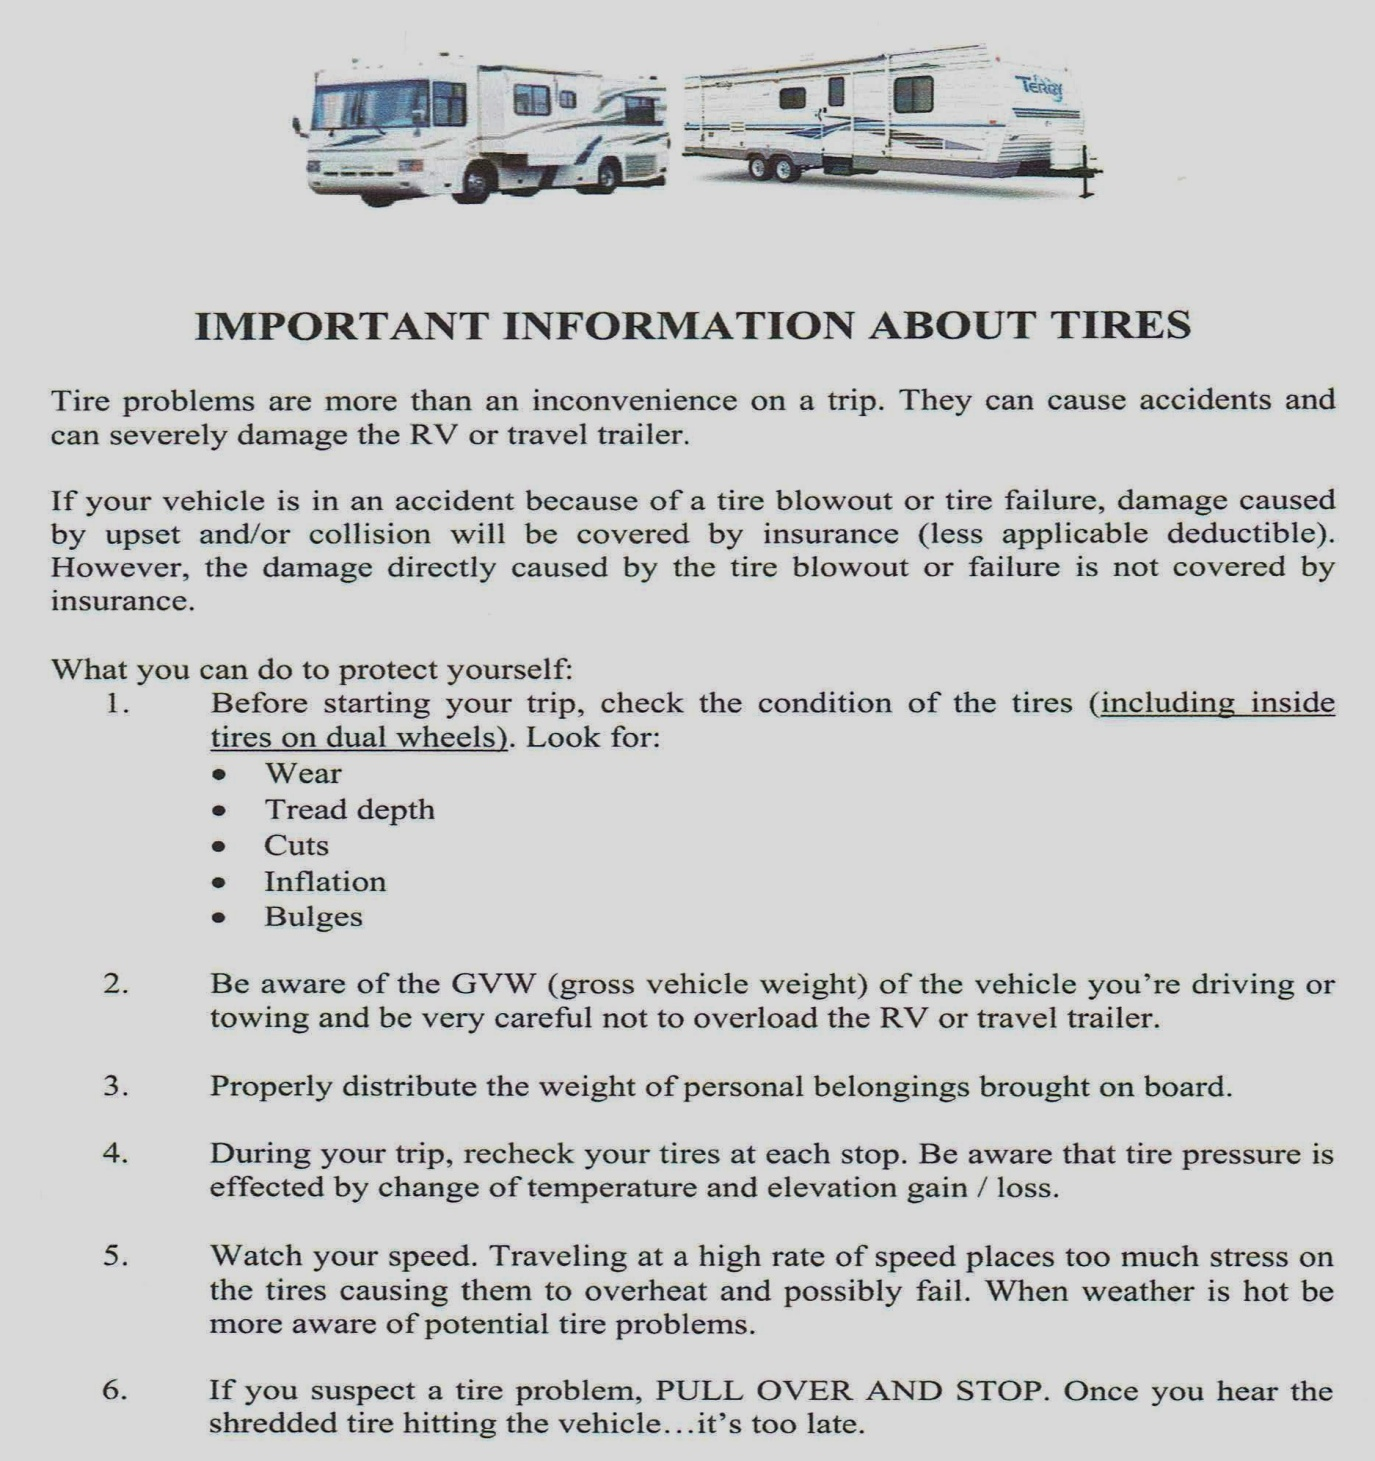 Terry
IMPORTANT INFORMATION ABOUT TIRES
Tire problems are more than an inconvenience on a trip. They can cause accidents and
can severely damage the RV or travel trailer.
If your vehicle is in an accident because of a tire blowout or tire failure, damage caused
by upset and/or collision will be covered by insurance (less applicable deductible).
However, the damage directly caused by the tire blowout or failure is not covered by
insurance.
What you can do to protect yourself:
1. Before starting your trip, check the condition of the tires (including inside
tires on dual wheels). Look for:
• Wear
• Tread depth
• Cuts
• Inflation
• Bulges
2. Be aware of the GVW (gross vehicle weight) of the vehicle you're driving or
towing and be very careful not to overload the RV or travel trailer.
3. Properly distribute the weight of personal belongings brought on board.
4. During your trip, recheck your tires at each stop. Be aware that tire pressure is
effected by change of temperature and elevation gain / loss.
5. Watch your speed. Traveling at a high rate of speed places too much stress on
the tires causing them to overheat and possibly fail. When weather is hot be
more aware of potential tire problems.
6. If you suspect a tire problem, PULL OVER AND STOP. Once you hear the
shredded tire hitting the vehicle…it's too late.